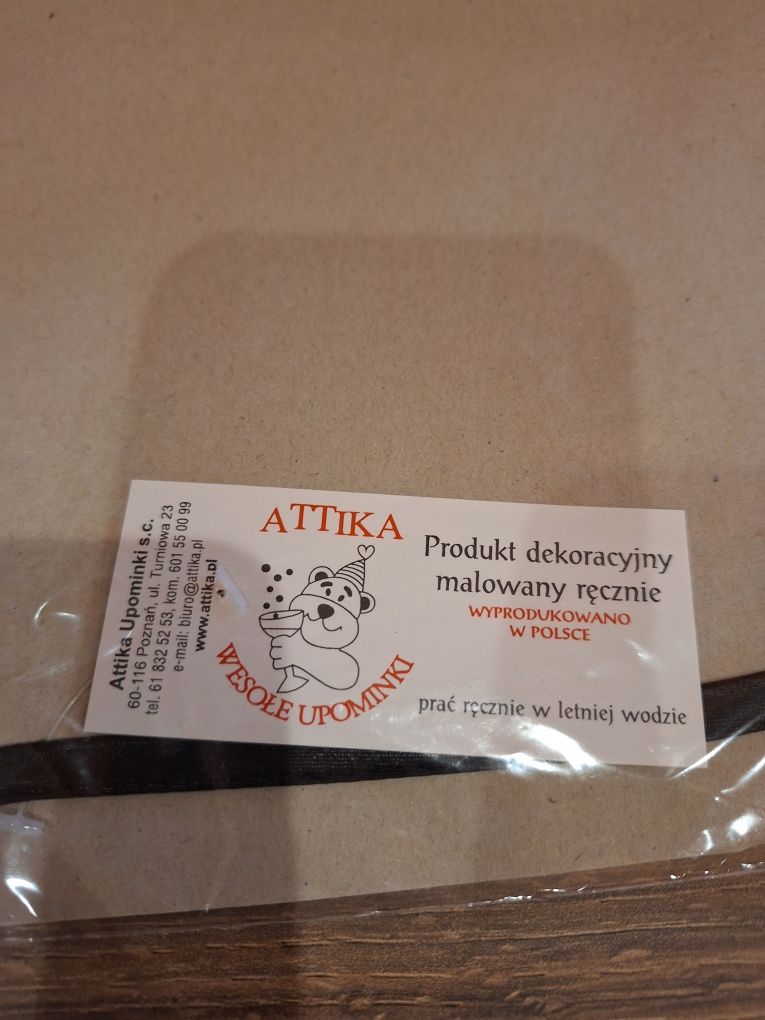 Attika Upominki s.c.
60-116 Poznań, ul. Turniowa 23
tel. 61 832 52 53, kom. 601 55 00 99
e-mail: biuro@attika.pl
www.attika.pl
ATTIKA
WESOŁE UPOMINKI
Produkt dekoracyjny
malowany ręcznie
WYPRODUKOWANO
W POLSCE
prać ręcznie w letniej wodzie